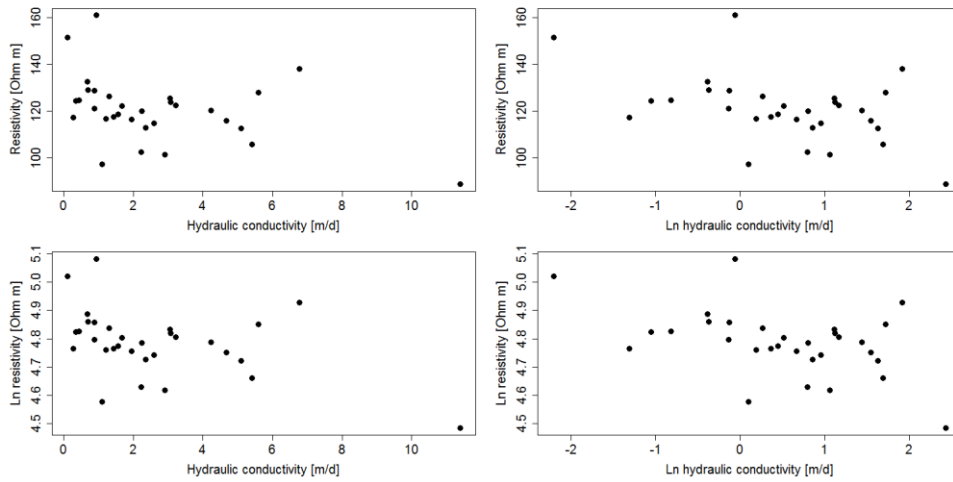 160
140
120
100
Resistivity [Ohm m]
0 2 4 6 8 10
Hydraulic conductivity [m/d]
160
140
120
100
Resistivity [Ohm m]
-2 -1 0 1 2
Ln hydraulic conductivity [m/d]
5.1
5.0
4.9
4.8
4.7
4.6
4.5
Ln resistivity [Ohm m]
0 2 4 6 8 10
Hydraulic conductivity [m/d]
5.1
5.0
4.9
4.8
4.7
4.6
4.5
Ln resistivity [Ohm m]
-2 -1 0 1 2
Ln hydraulic conductivity [m/d]